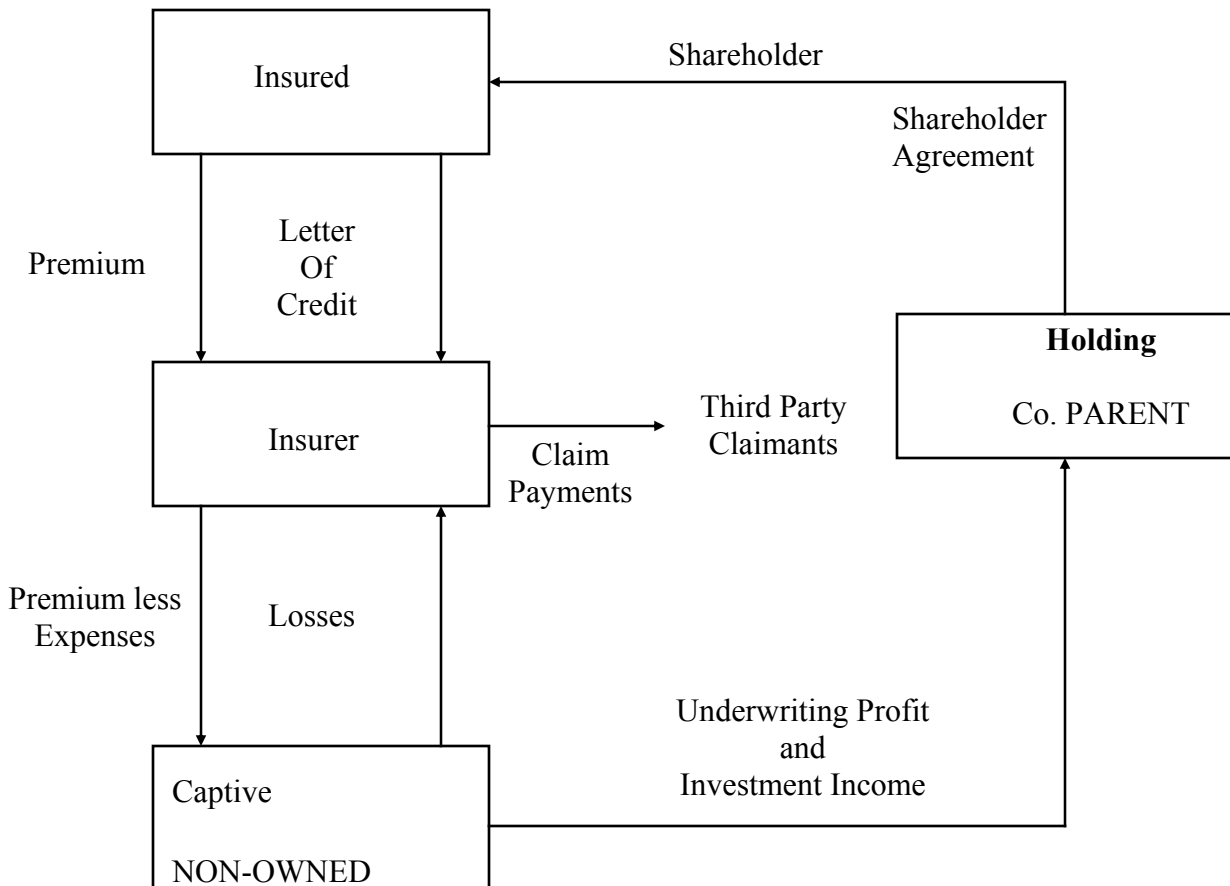 Insured
Shareholder
Shareholder
Agreement
Premium
Letter
Of
Credit
Holding
Co. PARENT
Insurer
Third Party
Claimants
Claim
Payments
Premium less
Expenses
Losses
Underwriting Profit
and
Investment Income
Captive
NON-OWNED